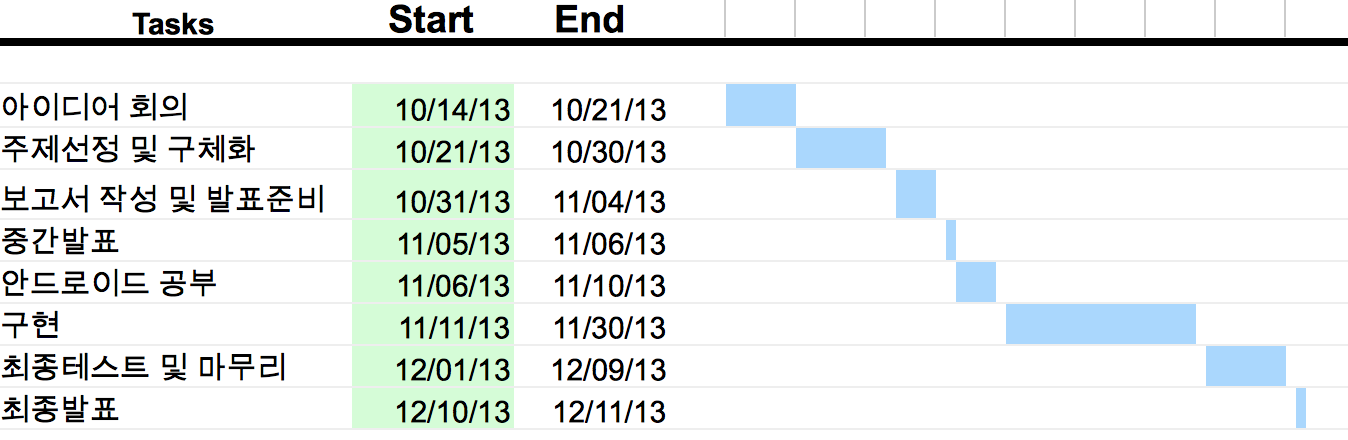 Tasks Start End
아이디어 회의 10/14/13 10/21/13
주제선정 및 구체화 10/21/13 10/30/13
보고서 작성 및 발표준비 10/31/13 11/04/13
중간발표 11/05/13 11/06/13
안드로이드 공부 11/06/13 11/10/13
구현 11/11/13 11/30/13
최종테스트 및 마무리 12/01/13 12/09/13
최종발표 12/10/13 12/11/13